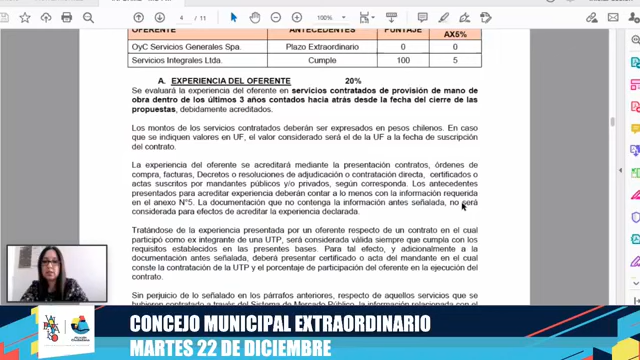 4 / 11
100%
OFERENTE ANTECEDENTES PUNTAJE AX5%
OyC Servicios Generales Spa. Plazo Extraordinario 0 0
Servicios Integrales Ltda. Cumple 100 5
A. EXPERIENCIA DEL OFERENTE 20%
Se evaluará la experiencia del oferente en servicios contratados de provisión de mano de
obra dentro de los últimos 3 años contados hacia atrás desde la fecha del cierre de las
propuestas, debidamente acreditados.
Los montos de los servicios contratados deberán ser expresados en pesos chilenos. En caso
que se indiquen valores en UF, el valor considerado será el de la UF a la fecha de suscripción
del contrato.
La experiencia del oferente se acreditará mediante la presentación contratos, órdenes de
compra, facturas, Decretos o resoluciones de adjudicación o contratación directa, certificados o
actas suscritos por mandantes públicos y/o privados, según corresponda. Los antecedentes
presentados para acreditar experiencia deberán contar a lo menos con la información requerida
en el anexo N°5. La documentación que no contenga la información antes señalada, no será
considerada para efectos de acreditar la experiencia declarada.
Tratándose de la experiencia presentada por un oferente respecto de un contrato en el cual
participó como ex integrante de una UTP, será considerada válida siempre que cumpla con los
requisitos establecidos en las presentes bases. Para tal efecto, y adicionalmente a la
documentación antes señalada, deberá presentar certificado o acta del mandante en el cual
conste la contratación de la UTP y el porcentaje de participación del oferente en la ejecución del
contrato.
Sin perjuicio de lo señalado en los párrafos anteriores, respecto de aquellos servicios que se
hubieren contratado a través del Sistema de Mercado Público, la información relacionada con el
CONCEJO MUNICIPAL EXTRAORDINARIO
MARTES 22 DE DICIEMBRE